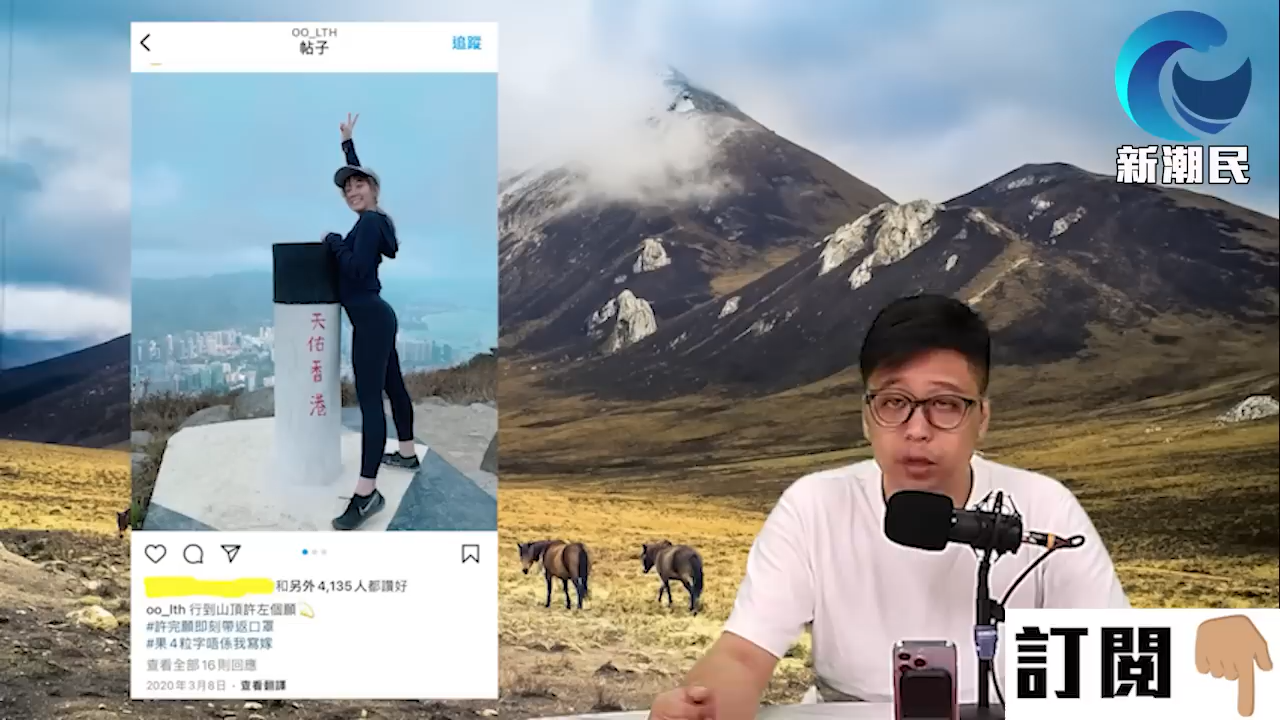 OO_LTH
帖子
追蹤
天佑香港
和另外 4,135 人都讚好
oo_lth 行到山頂許左個願💫
#許完願即刻帶返口罩
#果4粒字唔係我寫嫁
查看全部 16 則回應
2020年3月8日 · 查看翻譯
新潮民
訂閱